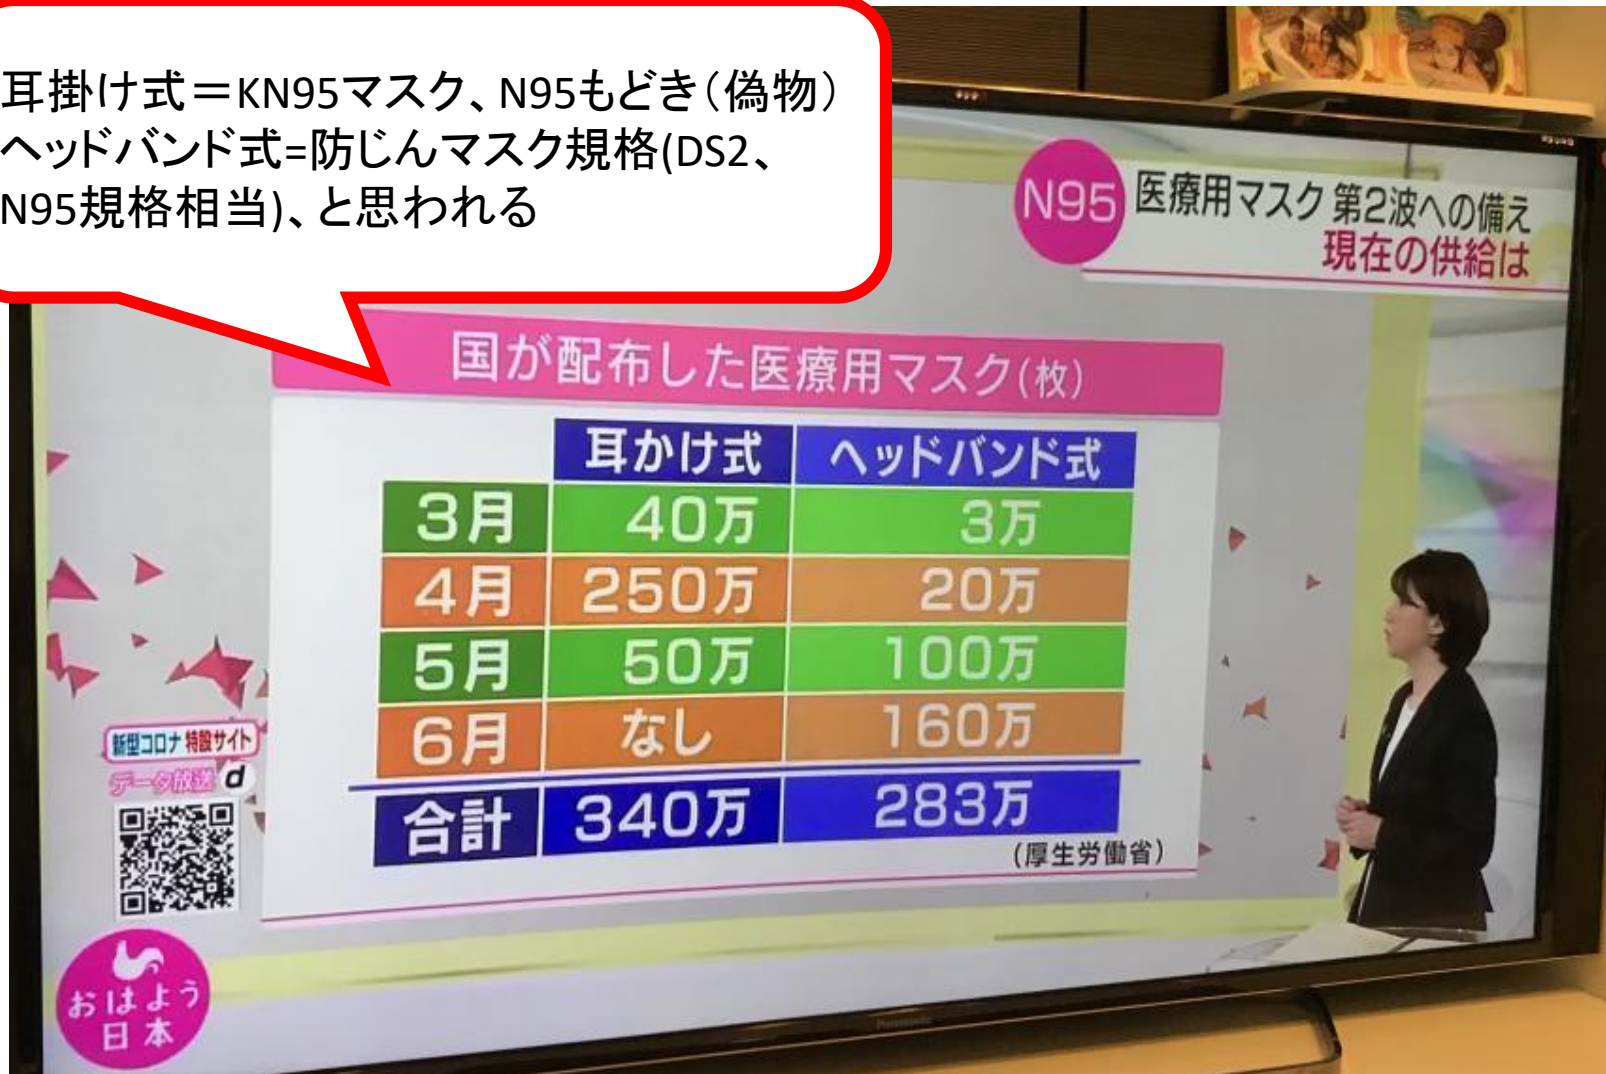 耳掛け式＝KN95マスク、N95もどき（偽物）
ヘッドバンド式=防じんマスク規格(DS2、
N95規格相当)、と思われる
N95
医療用マスク 第2波への備え
現在の供給は
国が配布した医療用マスク(枚)
耳かけ式 ヘッドバンド式
3月 40万 3万
4月 250万 20万
5月 50万 100万
6月 なし 160万
合計 340万 283万
(厚生労働省)
新型コロナ 特設サイト
データ放送 d
おはよう
日本
Panasonic